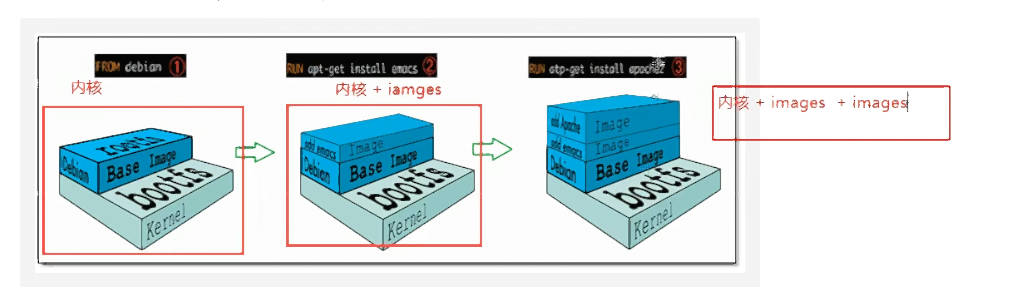 FROM debian ①
内核
rootfs
Debian
Base Image
bootfs
Kernel
RUN apt-get install emacs ②
内核 + iamges
add emacs
Image
Debian
Base Image
bootfs
Kernel
RUN atp-get install apache2 ③
内核 + images + images
add Apache
Image
add emacs
Image
Debian
Base Image
bootfs
Kernel